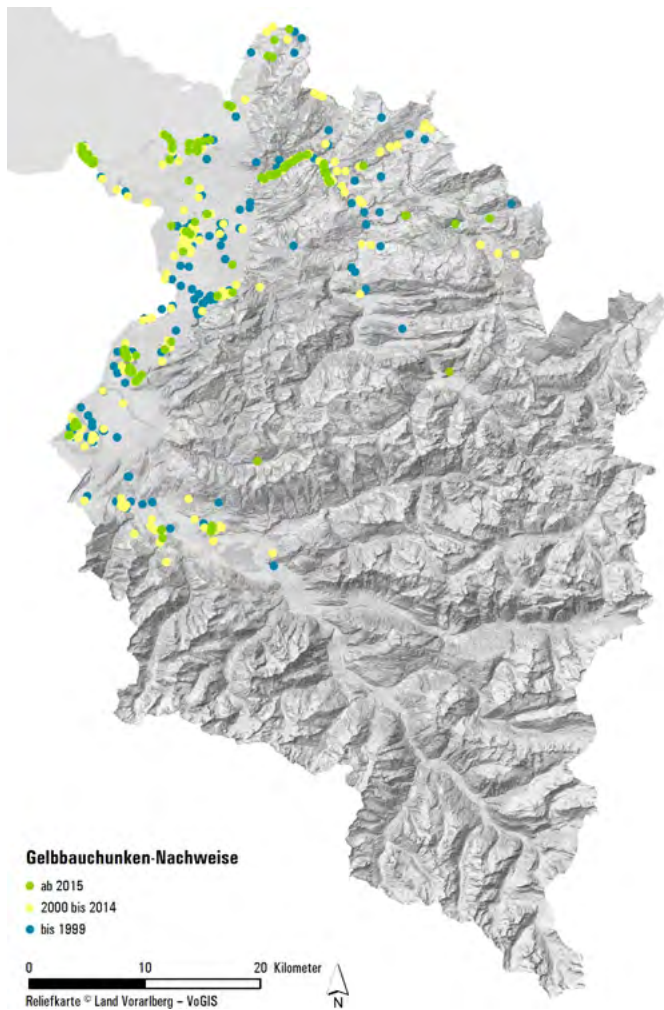 Gelbbauchunken-Nachweise
ab 2015
2000 bis 2014
bis 1999
0 10 20 Kilometer
Reliefkarte © Land Vorarlberg – VoGIS
N